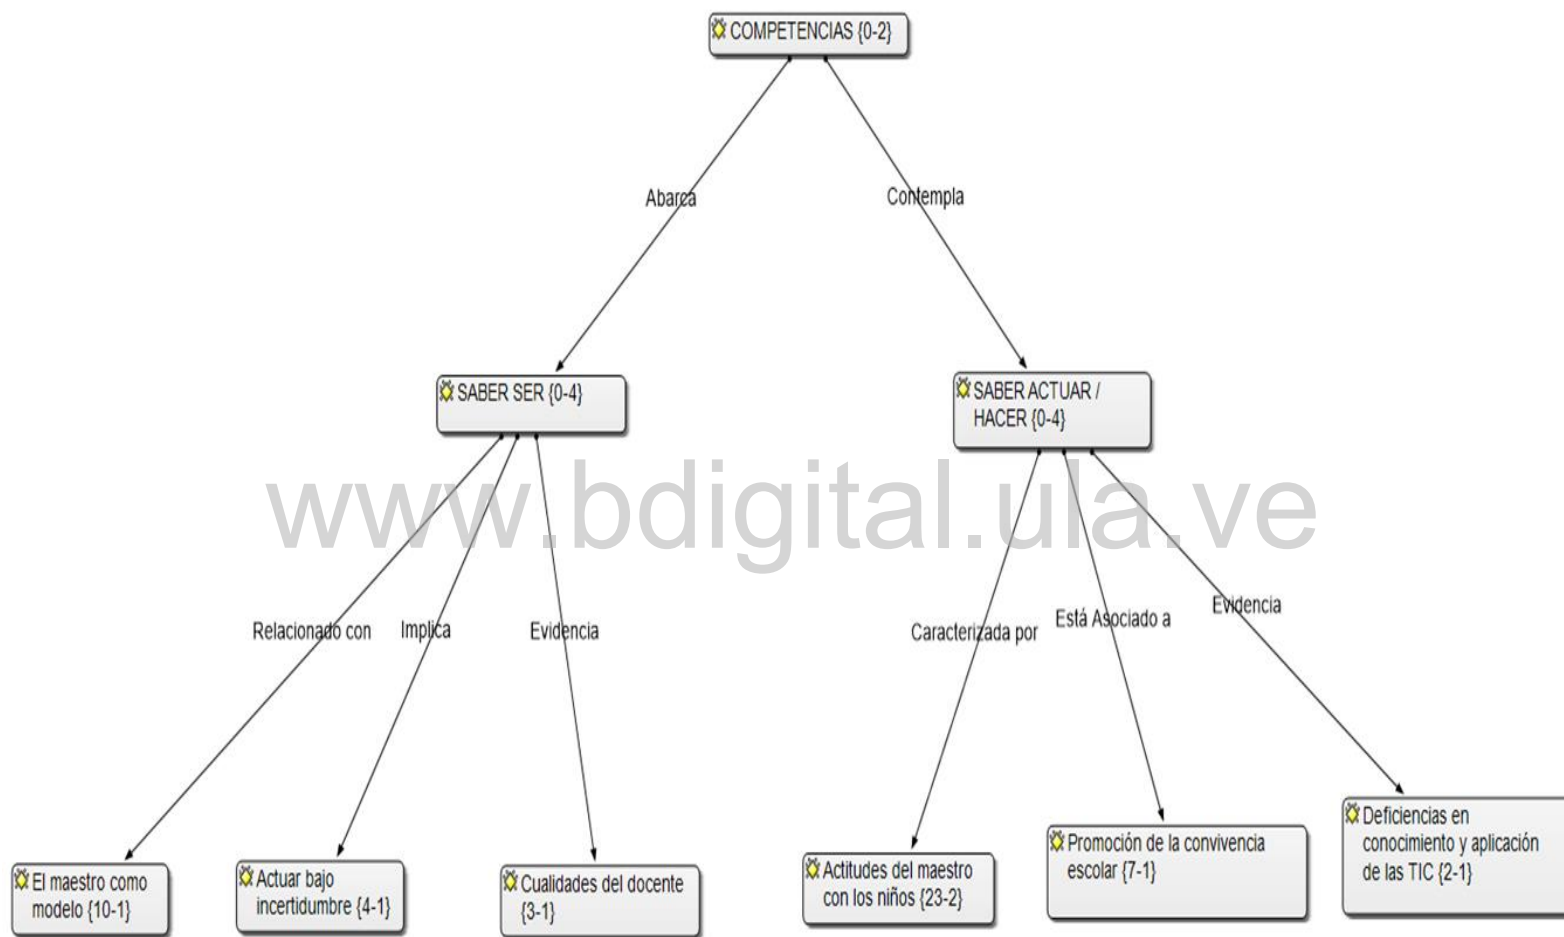 COMPETENCIAS {0-2}
Abarca
Contempla
SABER SER {0-4}
SABER ACTUAR /
HACER {0-4}
www.bdigital.ula.ve
Relacionado con
Implica
Evidencia
Caracterizada por
Está Asociado a
Evidencia
El maestro como
modelo {10-1}
Actuar bajo
incertidumbre {4-1}
Cualidades del docente
{3-1}
Actitudes del maestro
con los niños {23-2}
Promoción de la convivencia
escolar {7-1}
Deficiencias en
conocimiento y aplicación
de las TIC {2-1}